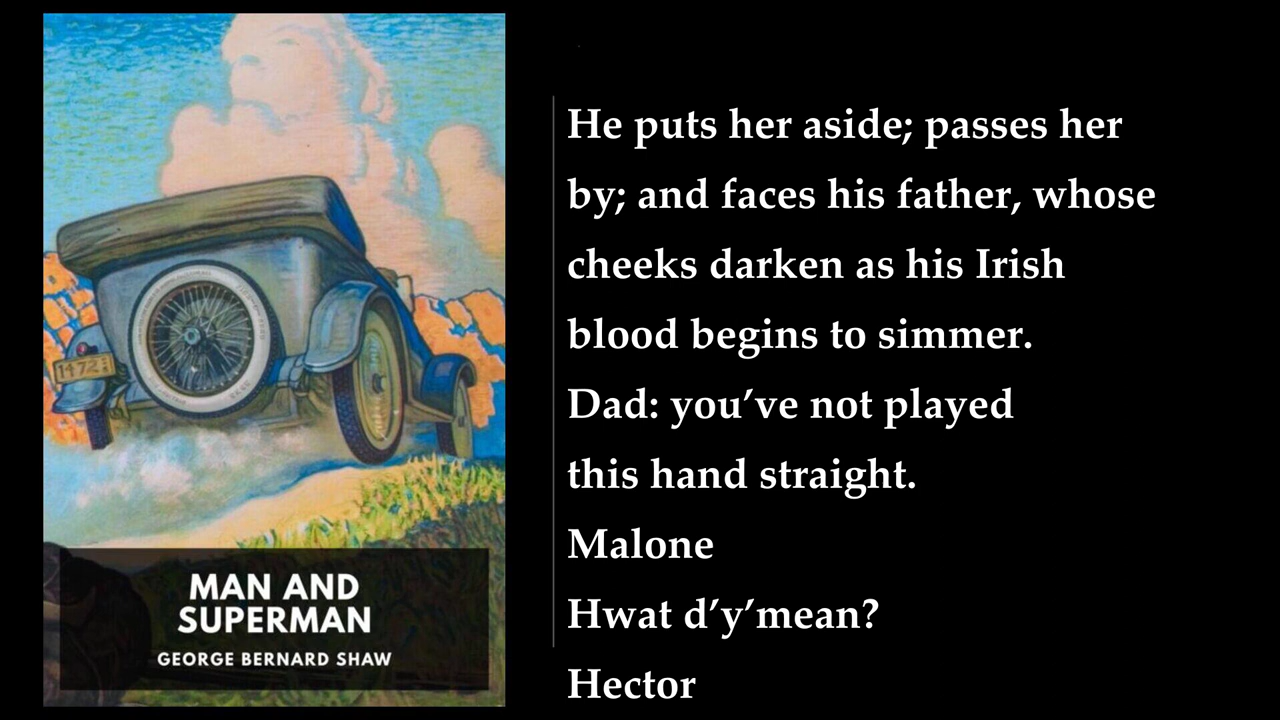 He puts her aside; passes her
by; and faces his father, whose
cheeks darken as his Irish
blood begins to simmer.
Dad: you’ve not played
this hand straight.
Malone
Hwat d’y’mean?
Hector
1472
MAN AND
SUPERMAN
GEORGE BERNARD SHAW